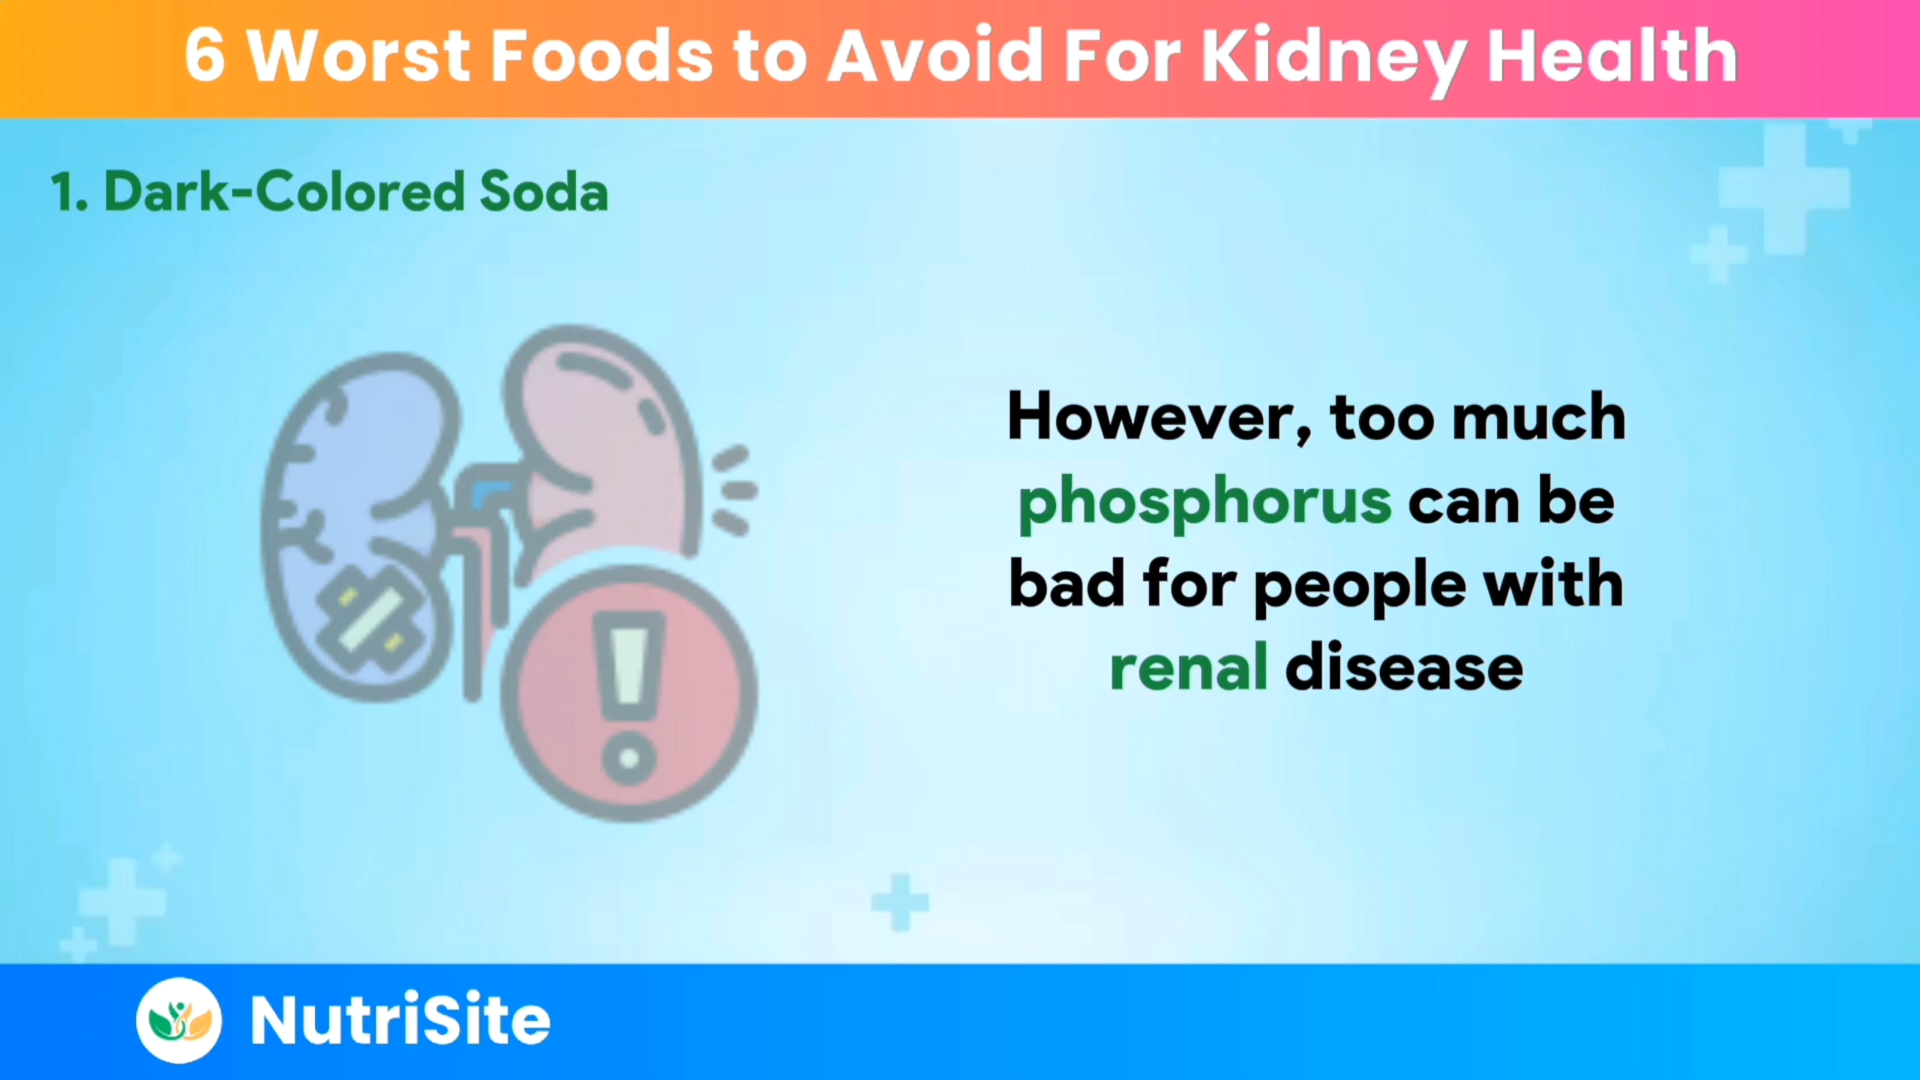 6 Worst Foods to Avoid For Kidney Health
1. Dark-Colored Soda
However, too much
phosphorus can be
bad for people with
renal disease
NutriSite